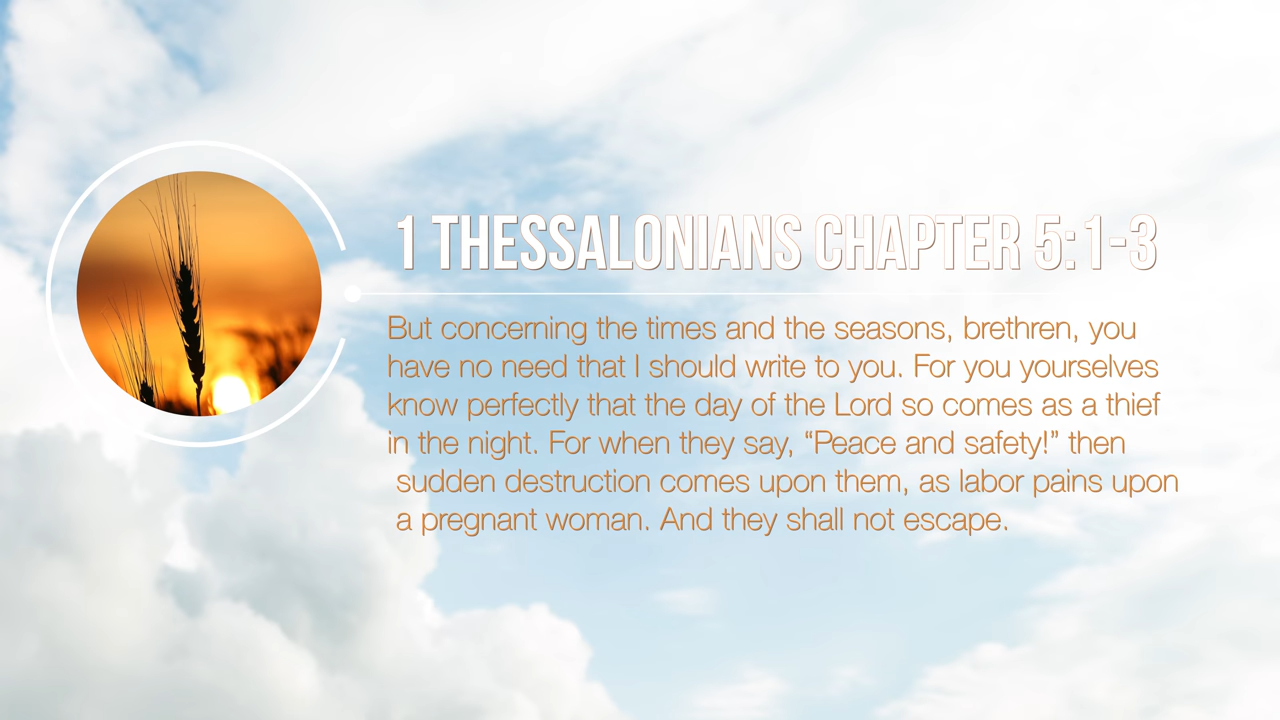 1 THESSALONIANS CHAPTER 5:1-3
But concerning the times and the seasons, brethren, you
have no need that I should write to you. For you yourselves
know perfectly that the day of the Lord so comes as a thief
in the night. For when they say, “Peace and safety!” then
sudden destruction comes upon them, as labor pains upon
a pregnant woman. And they shall not escape.